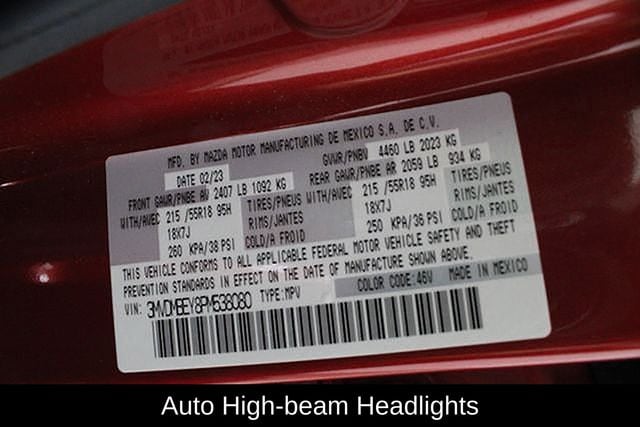 MFD. BY MAZDA MOTOR MANUFACTURING DE MEXICO S.A. DE C.V.
DATE 02/23 GVWR/PNBV 4460 LB 2023 KG
FRONT GAWR/PNBE AV 2407 LB 1092 KG REAR GAWR/PNBE AR 2059 LB 934 KG
WITH/AVEC 215 /55R18 95H TIRES/PNEUS WITH/AVEC 215 /55R18 95H TIRES/PNEUS
18X7J RIMS/JANTES 18X7J RIMS/JANTES
260 KPA/38 PSI COLD/A FROID 250 KPA/36 PSI COLD/A FROID
THIS VEHICLE CONFORMS TO ALL APPLICABLE FEDERAL MOTOR VEHICLE SAFETY AND THEFT
PREVENTION STANDARDS IN EFFECT ON THE DATE OF MANUFACTURE SHOWN ABOVE.
VIN: 3MVDMBEY8PM538080 TYPE:MPV COLOR CODE:46V MADE IN MEXICO
Auto High-beam Headlights